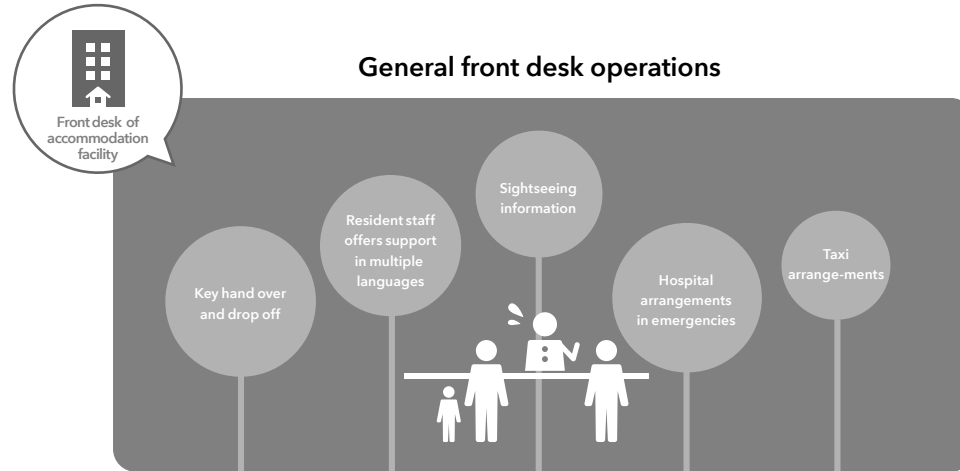 General front desk operations
Front desk of
accommodation
facility
Key hand over
and drop off
Resident staff
offers support
in multiple
languages
Sightseeing
information
Hospital
arrangements
in emergencies
Taxi
arrange-ments